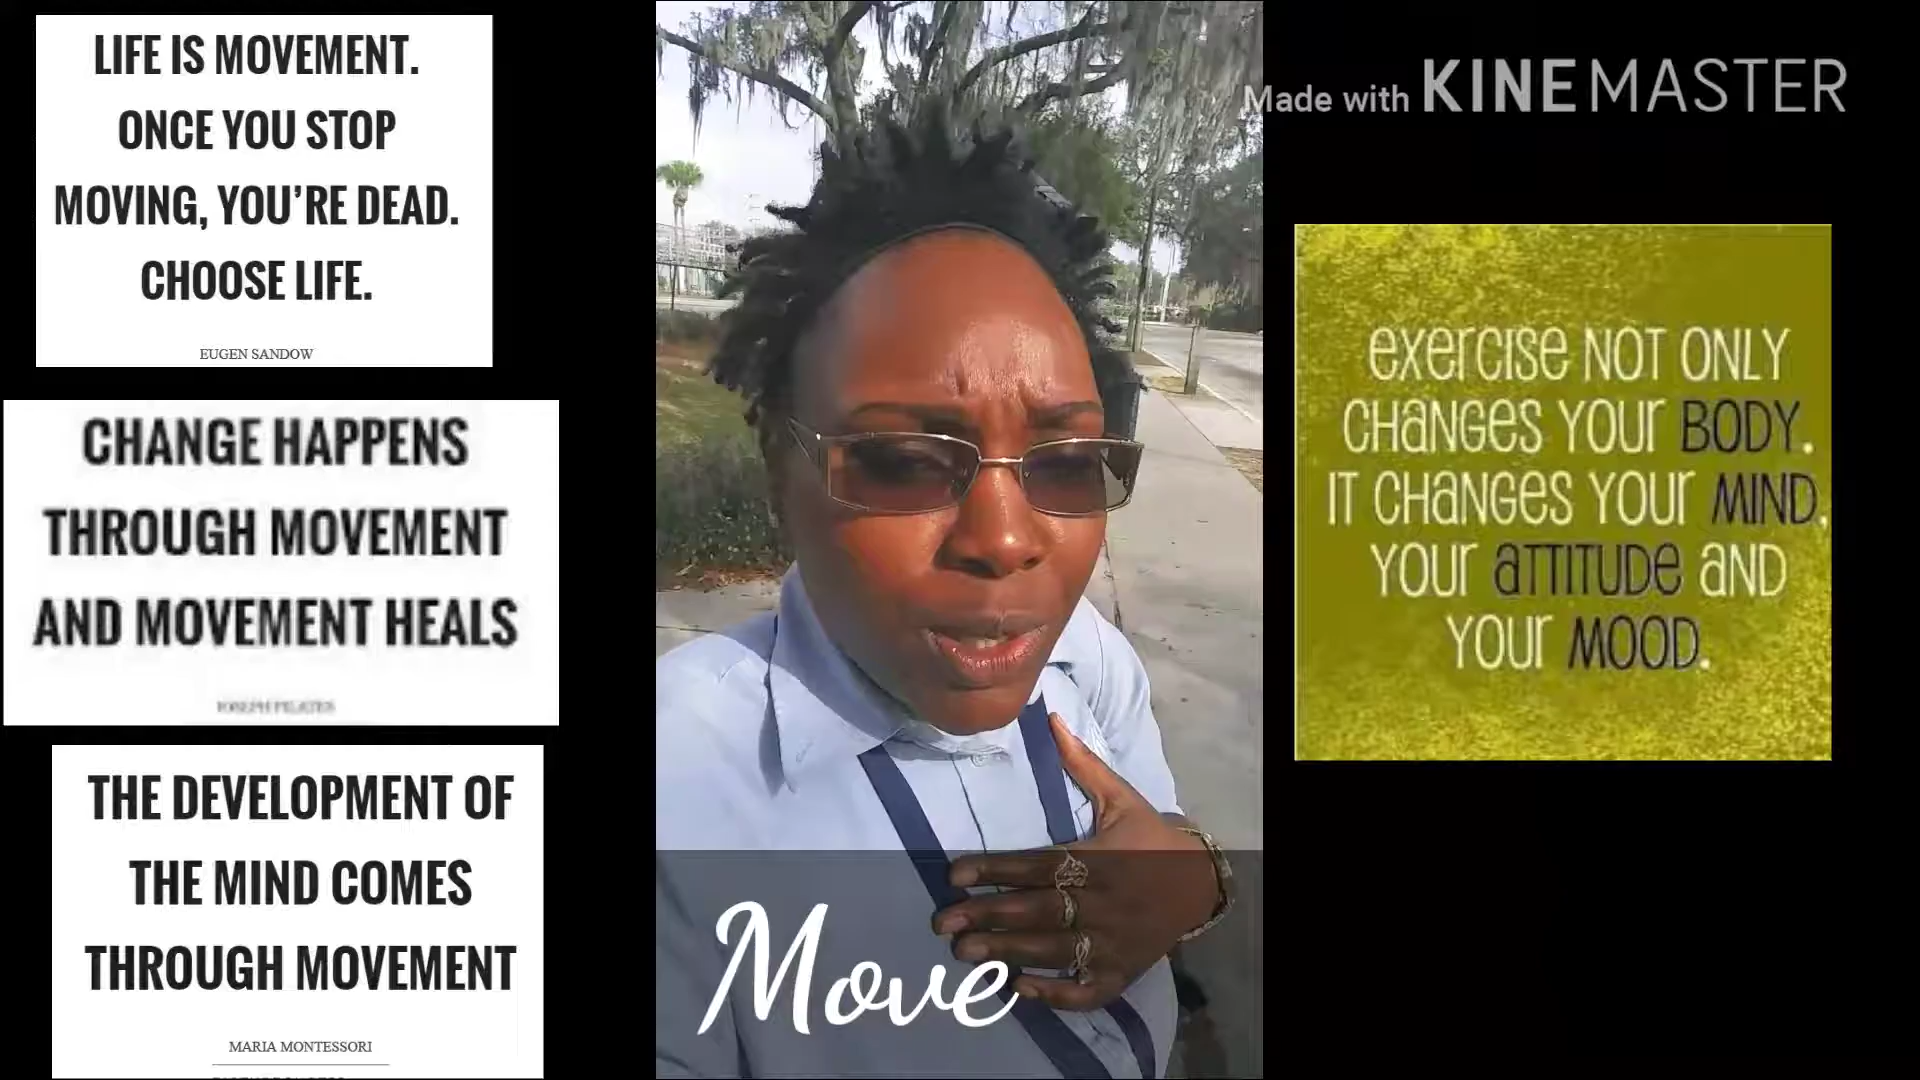 LIFE IS MOVEMENT.
ONCE YOU STOP
MOVING, YOU'RE DEAD.
CHOOSE LIFE.
EUGEN SANDOW
CHANGE HAPPENS
THROUGH MOVEMENT
AND MOVEMENT HEALS
JOSEPH PILATES
THE DEVELOPMENT OF
THE MIND COMES
THROUGH MOVEMENT
MARIA MONTESSORI
Move
Made with KINEMASTER
exercise NOT ONLY
CHANGES YOUR BODY.
IT CHANGES YOUR MIND,
YOUR ATTITUDE AND
YOUR MOOD.